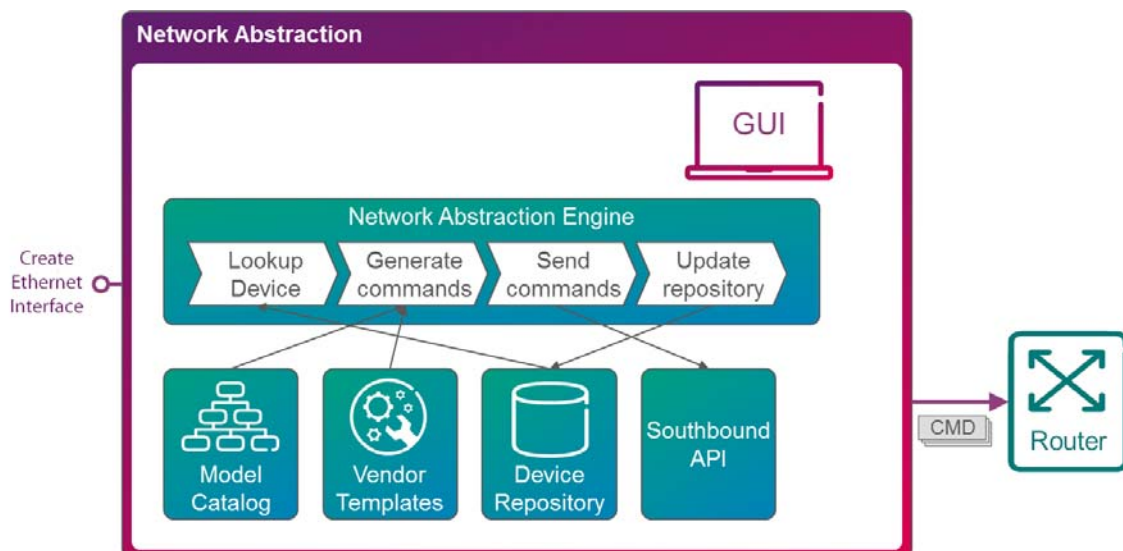 Network Abstraction
GUI
Network Abstraction Engine
Lookup
Device
Generate
commands
Send
commands
Update
repository
Create
Ethernet
Interface
Model
Catalog
Vendor
Templates
Device
Repository
Southbound
API
CMD
Router